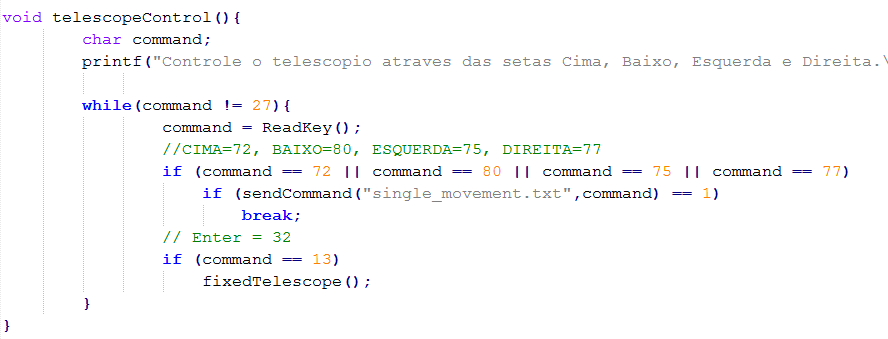 void telescopeControl(){
char command;
printf("Controle o telescopio atraves das setas Cima, Baixo, Esquerda e Direita.\
while(command != 27){
command = ReadKey();
//CIMA=72, BAIXO=80, ESQUERDA=75, DIREITA=77
if (command == 72 || command == 80 || command == 75 || command == 77)
if (sendCommand("single_movement.txt",command) == 1)
break;
// Enter = 32
if (command == 13)
fixedTelescope();
}
}